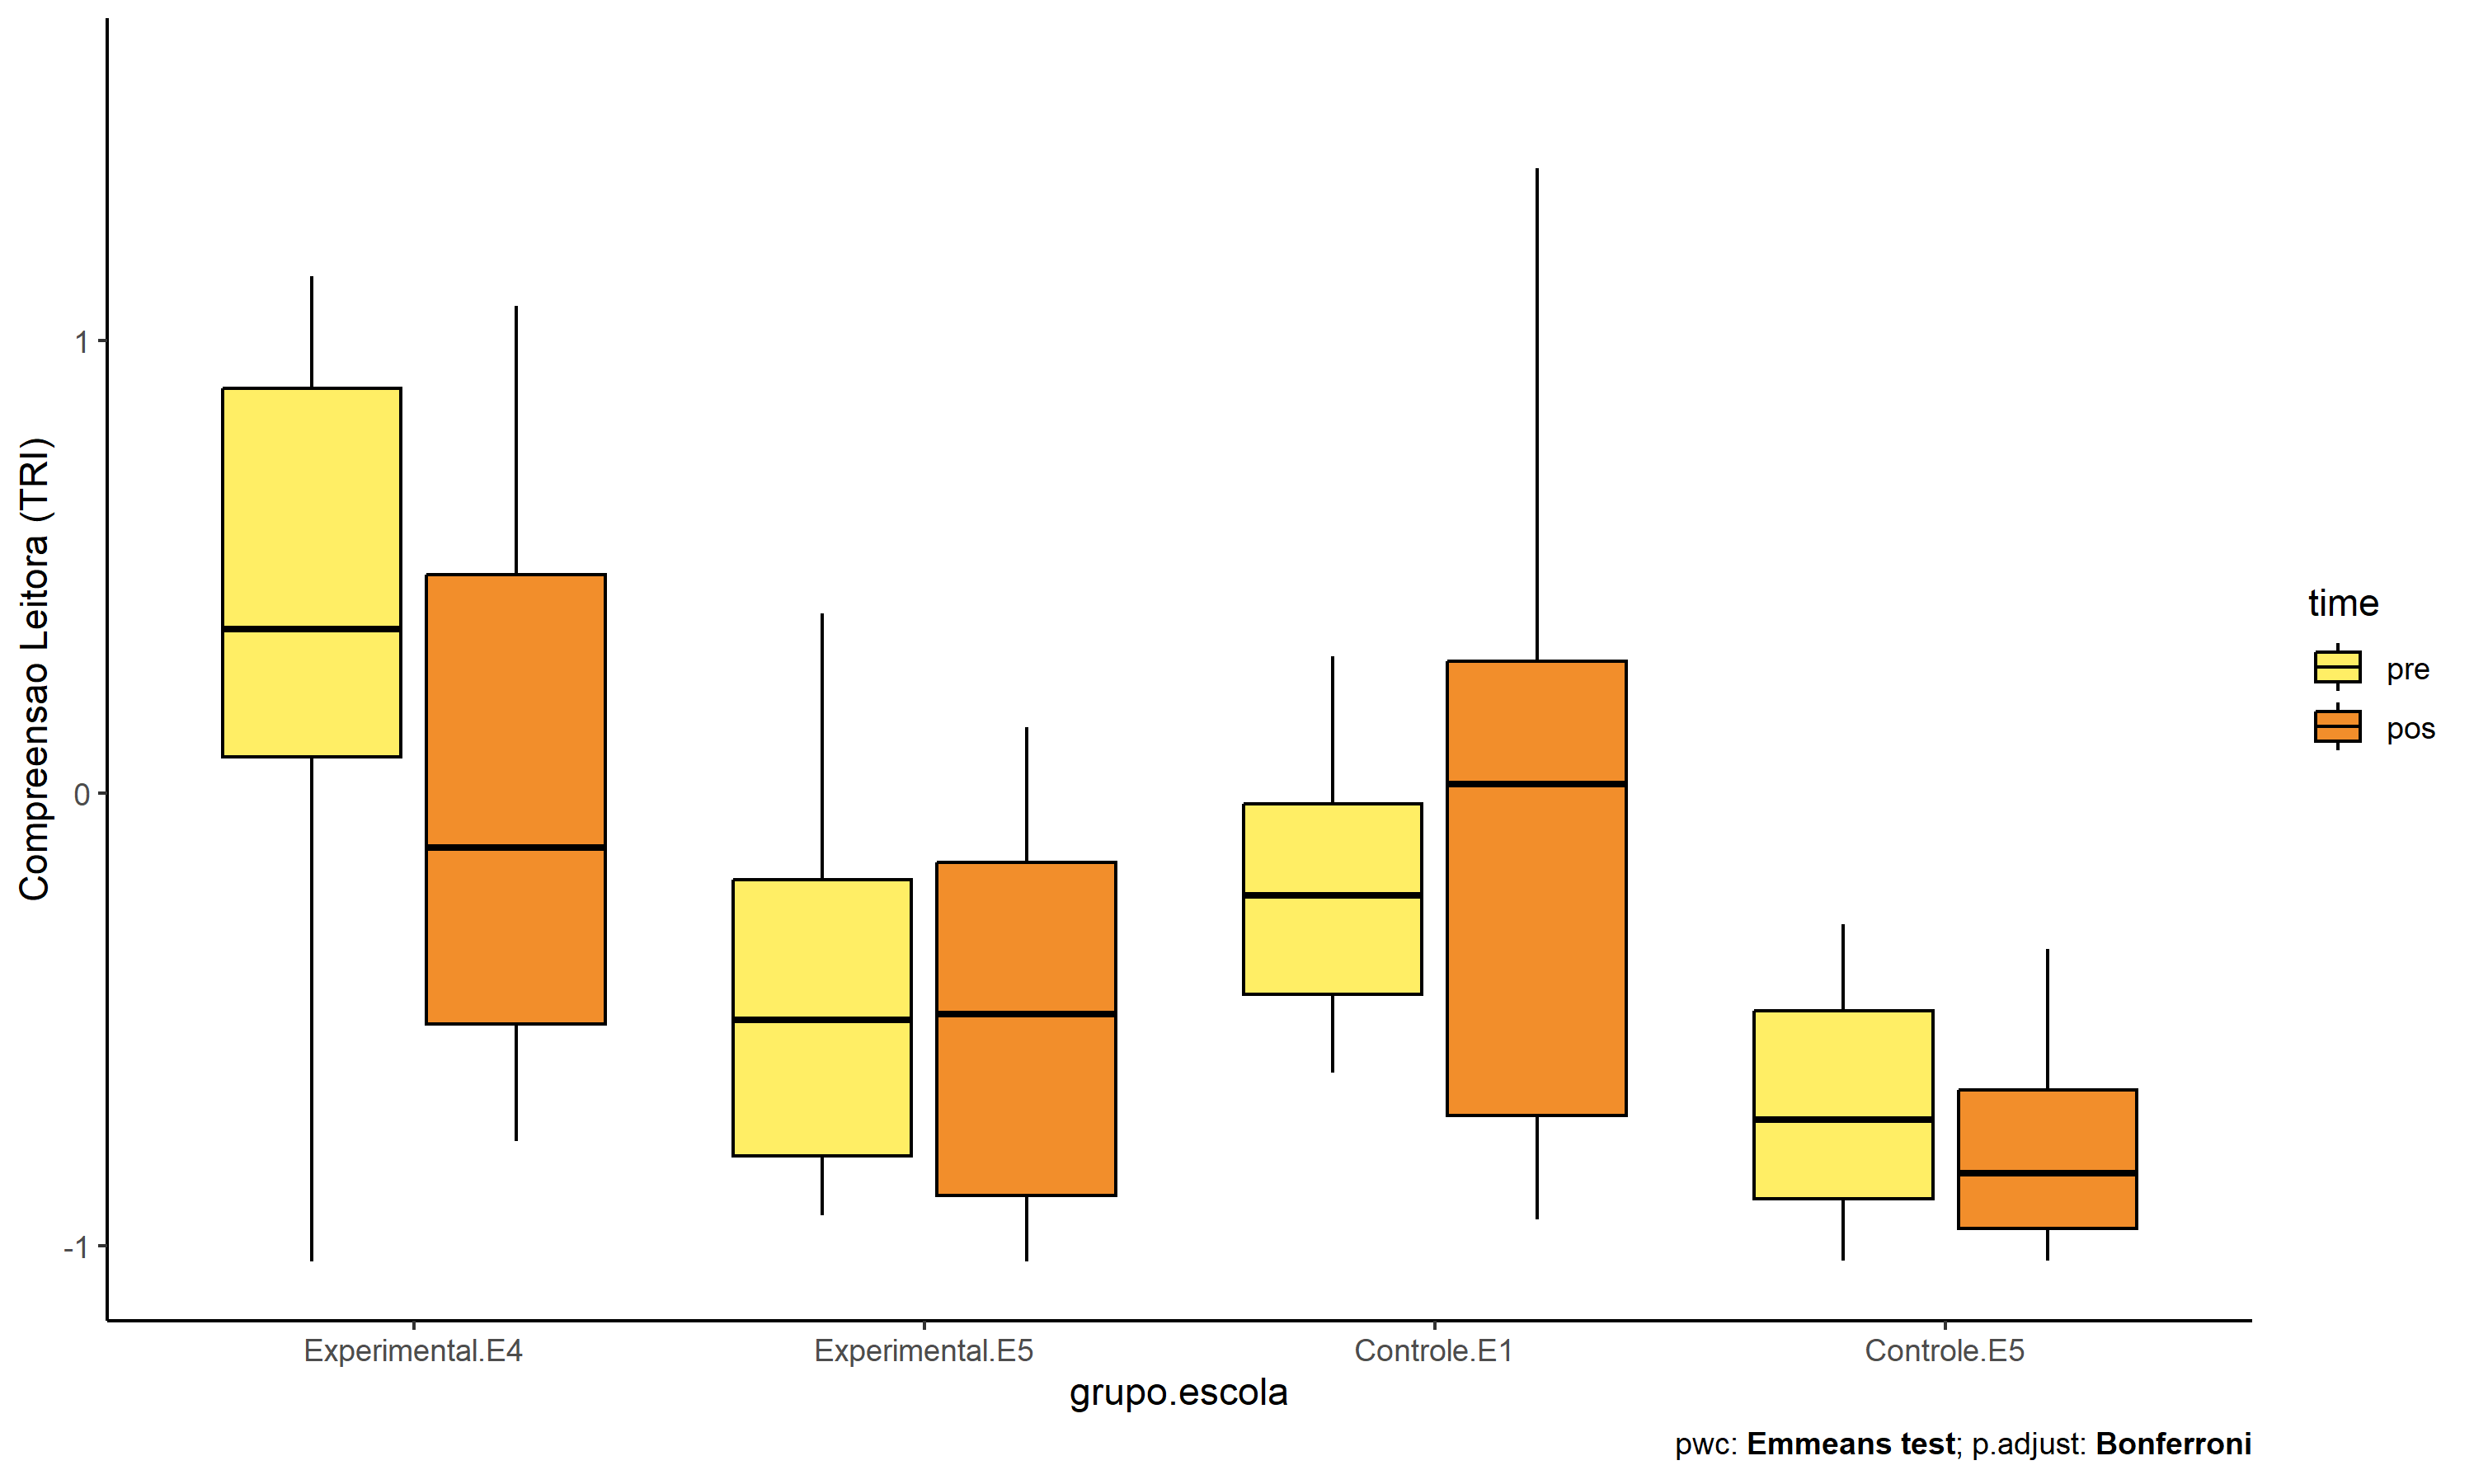 Compreensao Leitora (TRI)
1
0
-1
Experimental.E4
Experimental.E5
Controle.E1
Controle.E5
grupo.escola
time
pre
pos
pwc: Emmeans test; p.adjust: Bonferroni